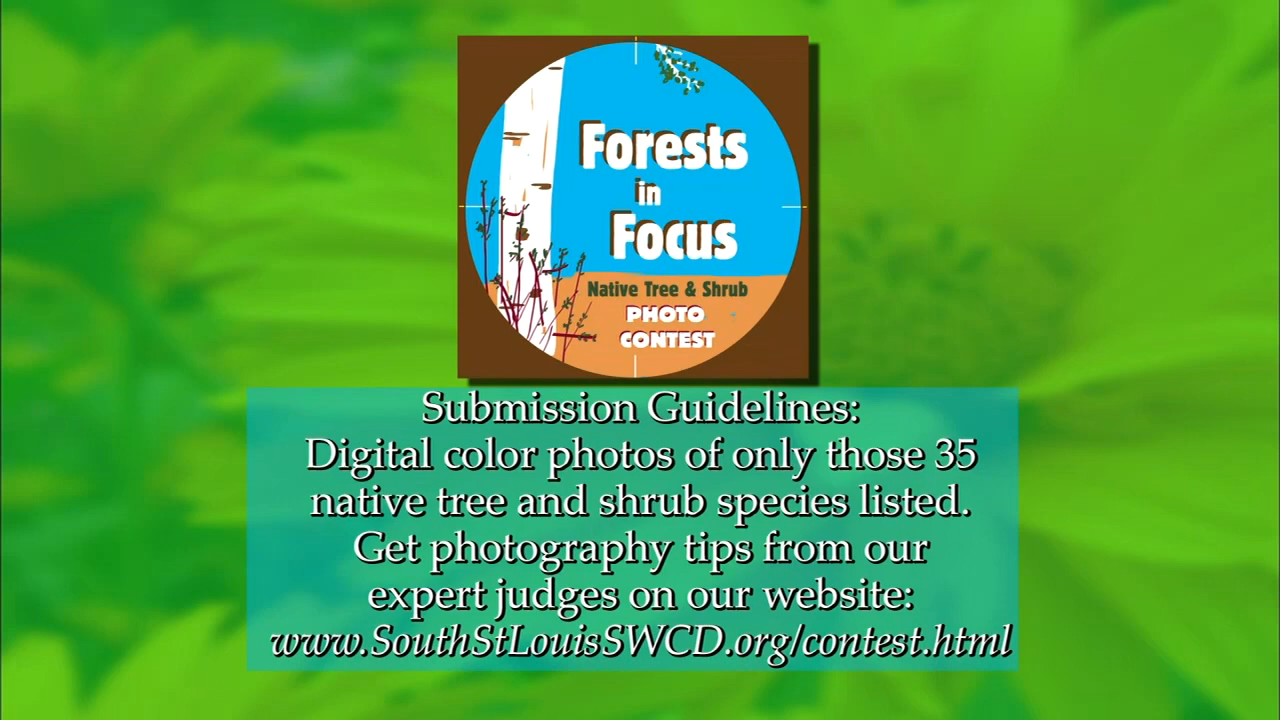 Forests
in
Focus
Native Tree & Shrub
PHOTO
CONTEST
Submission Guidelines:
Digital color photos of only those 35
native tree and shrub species listed.
Get photography tips from our
expert judges on our website:
www.SouthStLouisSWCD.org/contest.html